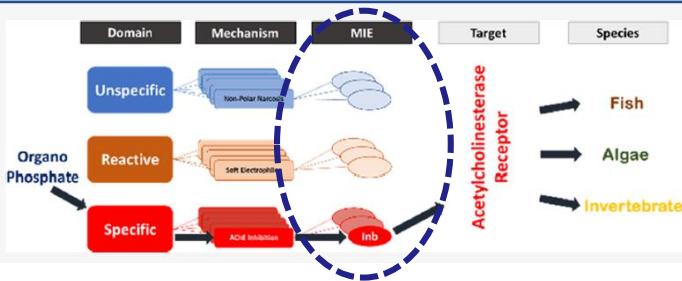 Domain
Mechanism
MIE
Target
Species
Unspecific
Non-Polar Narcosis
Reactive
Soft Electrophilic
Organo
Phosphate
Specific
AChE Inhibition
Inb
Acetylcholinesterase
Receptor
Fish
Algae
Invertebrate